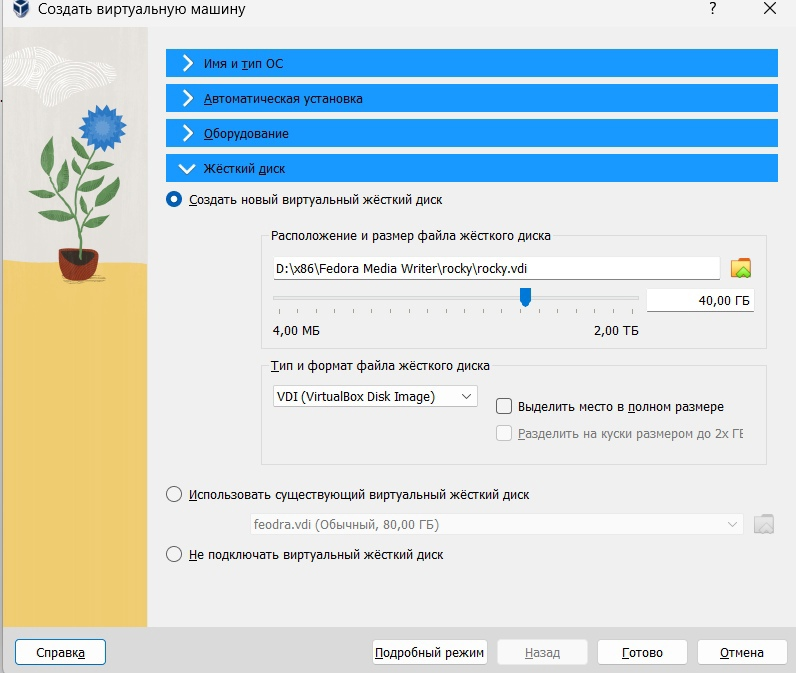 Создать виртуальную машину ?
Имя и тип ОС
Автоматическая установка
Оборудование
Жёсткий диск
Создать новый виртуальный жёсткий диск
Расположение и размер файла жёсткого диска
D:\x86\Fedora Media Writer\rocky\rocky.vdi
40,00 ГБ
4,00 МБ 2,00 ТБ
Тип и формат файла жёсткого диска
VDI (VirtualBox Disk Image)
Выделить место в полном размере
Разделить на куски размером до 2х ГБ
Использовать существующий виртуальный жёсткий диск
feodra.vdi (Обычный, 80,00 ГБ)
Не подключать виртуальный жёсткий диск
Справка Подробный режим Назад Готово Отмена